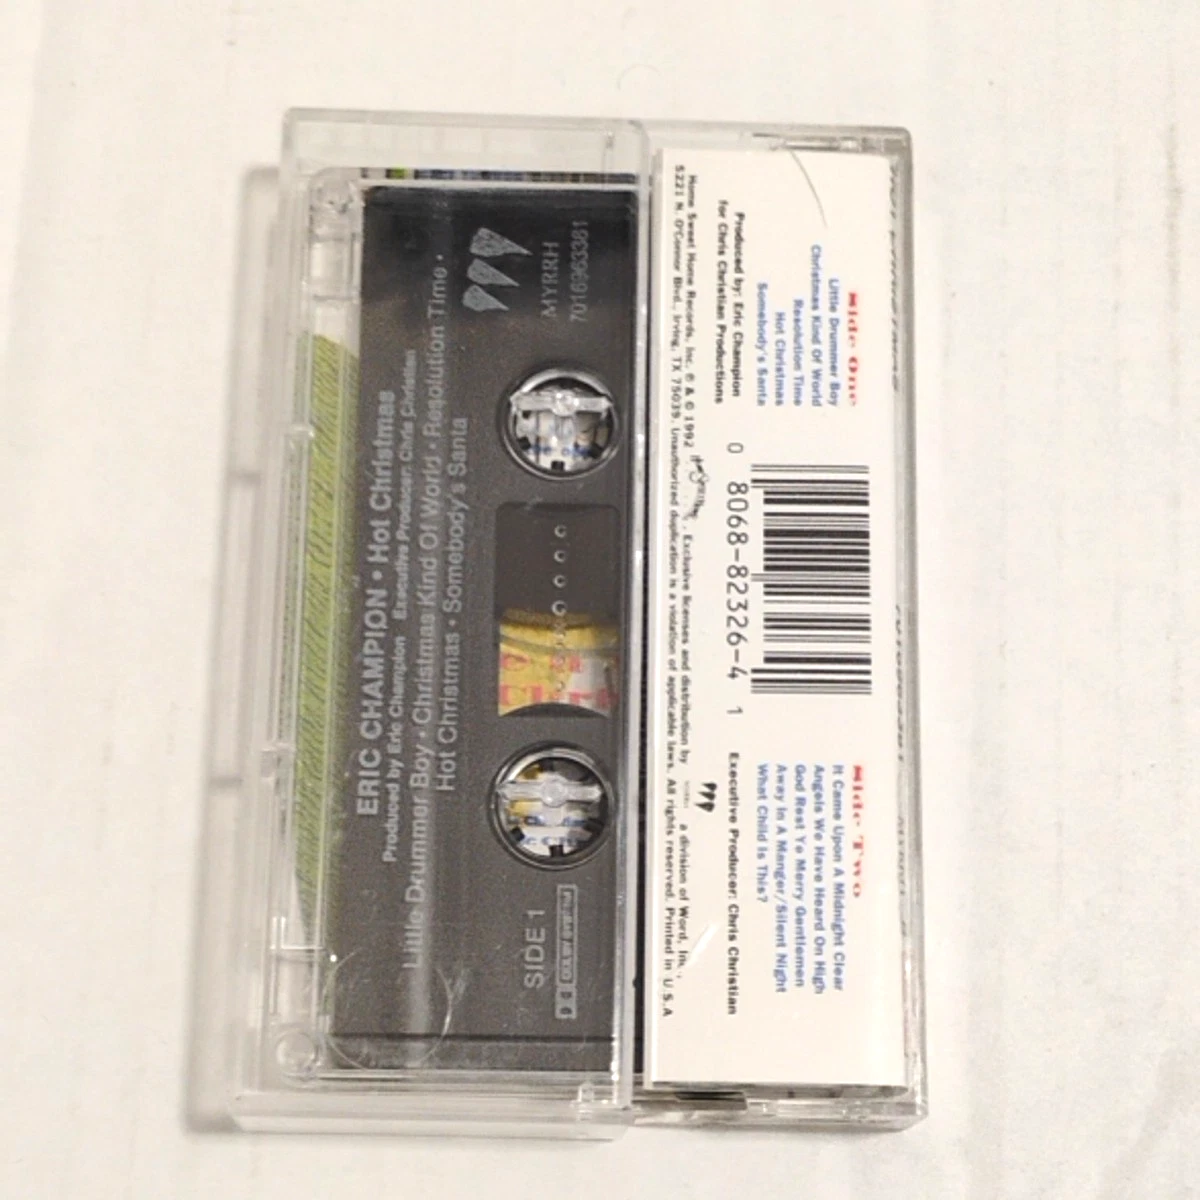 ERIC CHAMPION • Hot Christmas
Produced by Eric Champion Executive Producer: Chris Christian
Little Drummer Boy • Christmas Kind Of World • Resolution Time •
Hot Christmas • Somebody's Santa
SIDE 1
MYRRH
7016963381
Side One
Little Drummer Boy
Christmas Kind Of World
Resolution Time
Hot Christmas
Somebody's Santa
Produced by: Eric Champion
for Chris Christian Productions
0 8068-82326-4 1
Side Two
It Came Upon A Midnight Clear
Angels We Have Heard On High
God Rest Ye Merry Gentlemen
Away In A Manger/Silent Night
What Child Is This?
Executive Producer: Chris Christian
Home Sweet Home Records, Inc. ℗ & © 1992 . Exclusive licenses and distribution by a division of Word, Inc.,
5221 N. O'Connor Blvd., Irving, TX 75039. Unauthorized duplication is a violation of applicable laws. All rights reserved. Printed in U.S.A